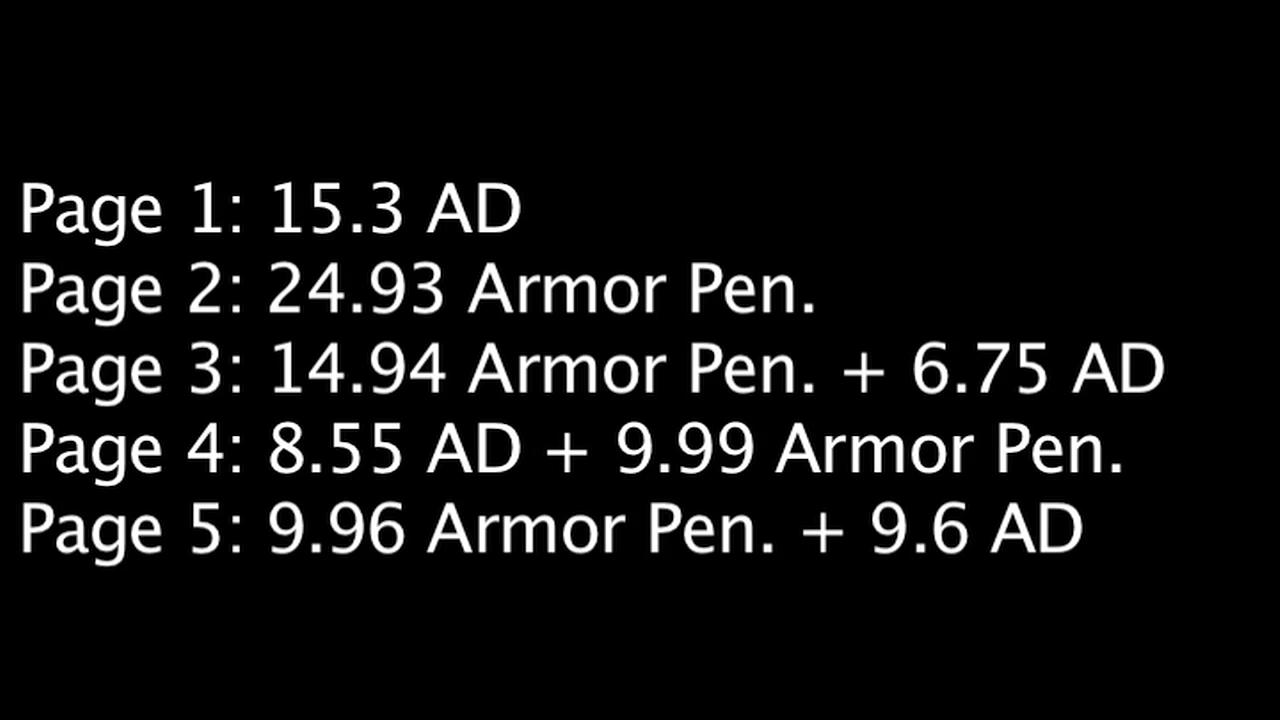 Page 1: 15.3 AD
Page 2: 24.93 Armor Pen.
Page 3: 14.94 Armor Pen. + 6.75 AD
Page 4: 8.55 AD + 9.99 Armor Pen.
Page 5: 9.96 Armor Pen. + 9.6 AD